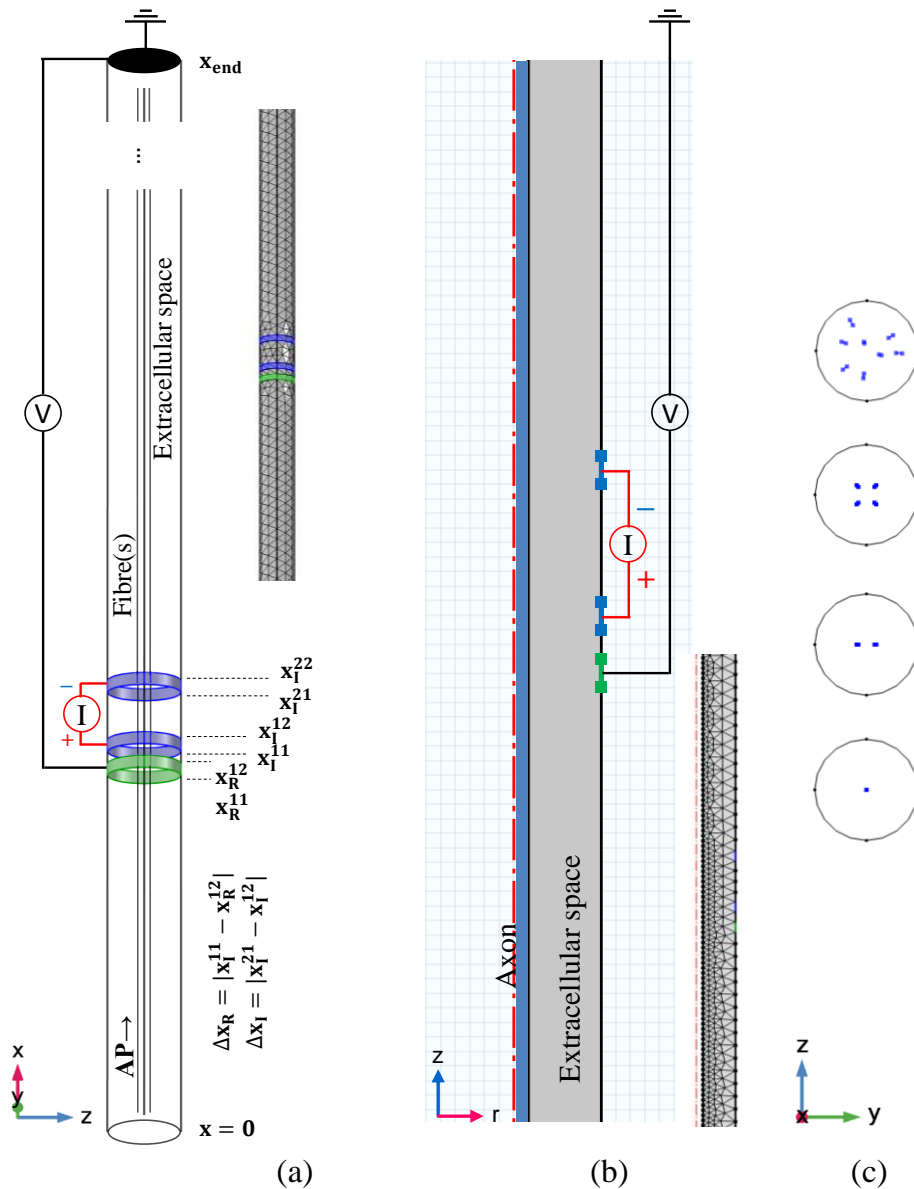 x_end
...
Extracellular space
Fibre(s)
V
−
I
+
x_I^22
x_I^21
x_I^12
x_I^11
x_R^12
x_R^11
Δx_R = |x_I^11 − x_R^12|
Δx_I = |x_I^21 − x_I^12|
AP→
x = 0
x
y
z
(a)
V
−
I
+
Axon
Extracellular space
z
r
(b)
z
x
y
(c)